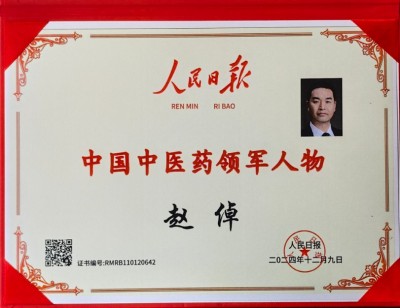 人民日报
REN MIN RI BAO
中国中医药领军人物
赵倬
证书编号:RMRB110120642
人民日报
二〇二四年十二月九日